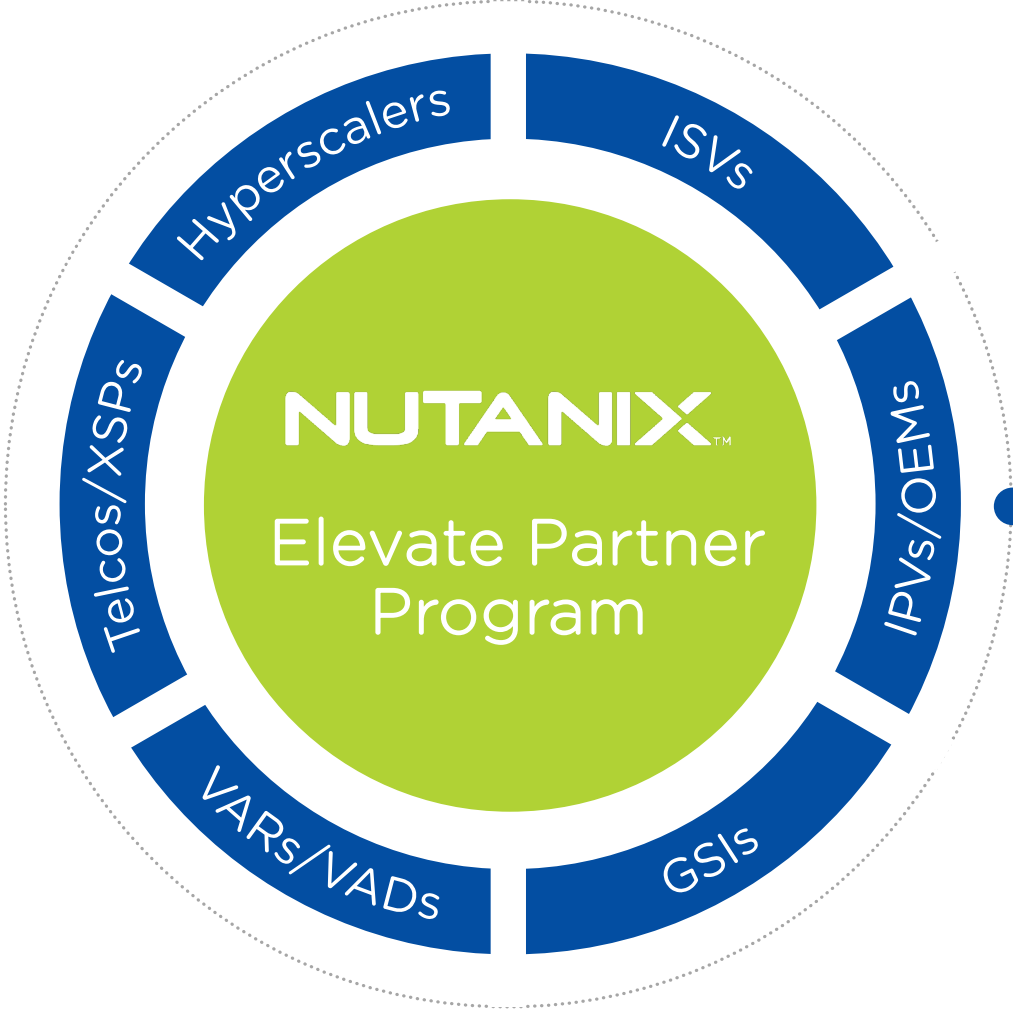 Hyperscalers
ISVs
Telcos/XSPs
IPVs/OEMs
NUTANIX™
Elevate Partner
Program
VARs/VADs
GSIs